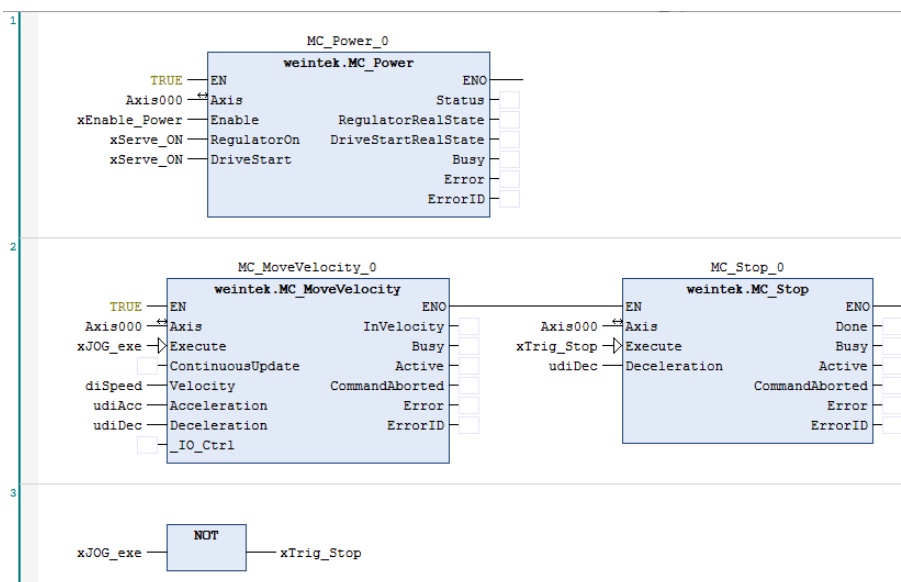 1
MC_Power_0
weintek.MC_Power
TRUE EN ENO
Axis000 Axis Status
xEnable_Power Enable RegulatorRealState
xServe_ON RegulatorOn DriveStartRealState
xServe_ON DriveStart Busy
Error
ErrorID
2
MC_MoveVelocity_0 MC_Stop_0
weintek.MC_MoveVelocity weintek.MC_Stop
TRUE EN ENO EN ENO
Axis000 Axis InVelocity Axis000 Axis Done
xJOG_exe Execute Busy xTrig_Stop Execute Busy
ContinuousUpdate Active udiDec Deceleration Active
diSpeed Velocity CommandAborted CommandAborted
udiAcc Acceleration Error Error
udiDec Deceleration ErrorID ErrorID
_IO_Ctrl
3
NOT
xJOG_exe xTrig_Stop